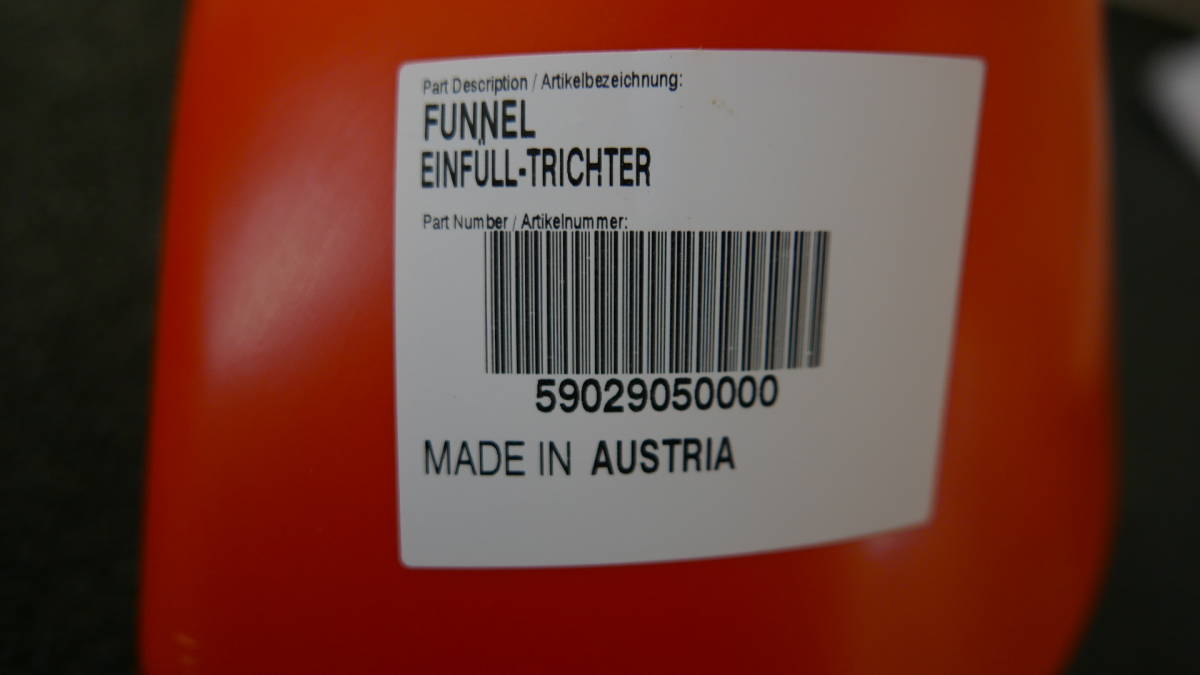 Part Description / Artikelbezeichnung:
FUNNEL
EINFÜLL-TRICHTER
Part Number / Artikelnummer:
59029050000
MADE IN AUSTRIA